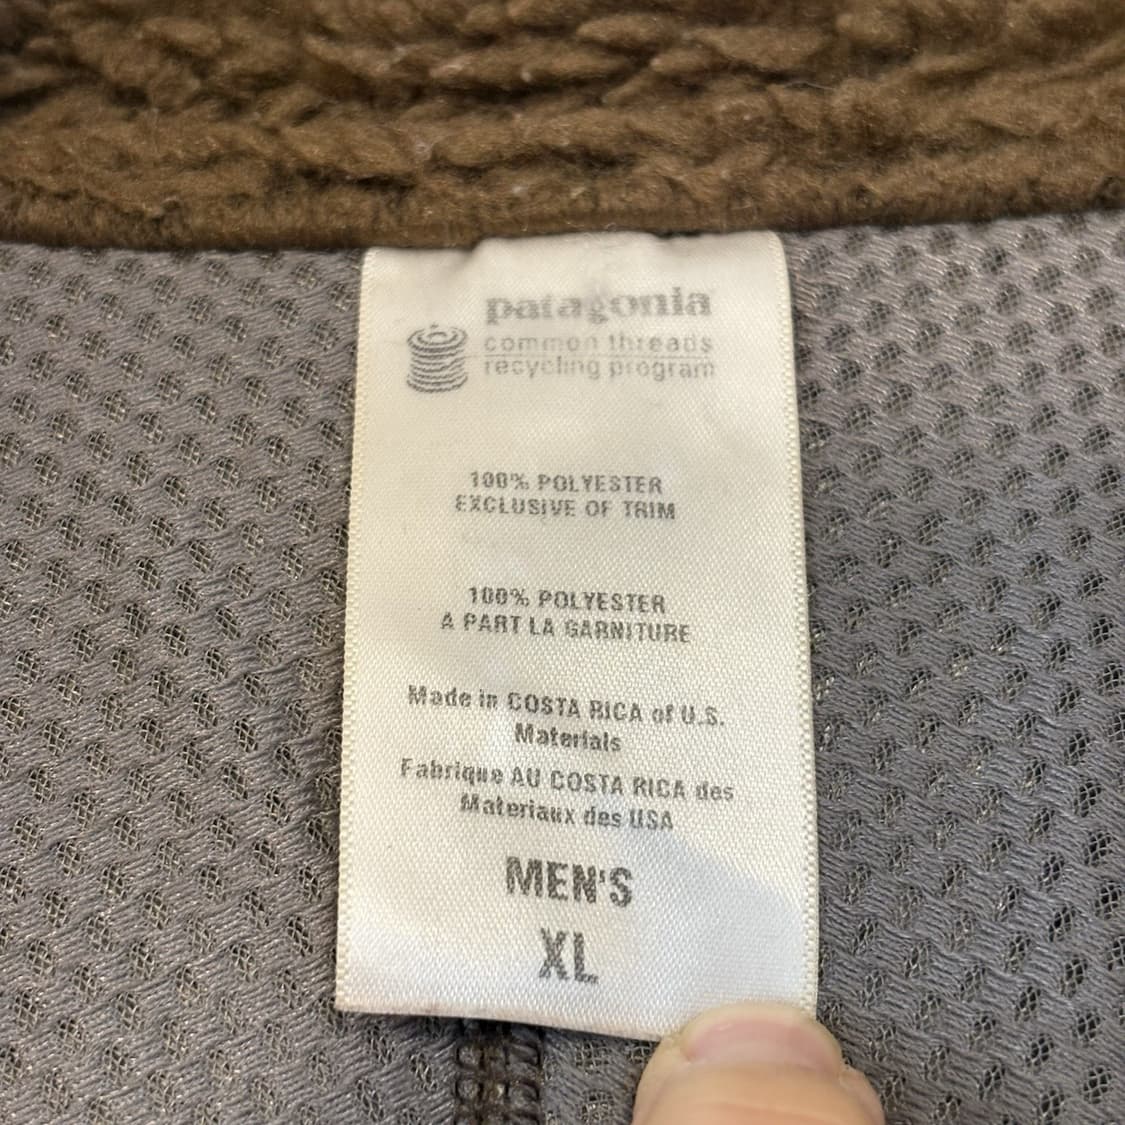 patagonia
common threads
recycling program
100% POLYESTER
EXCLUSIVE OF TRIM
100% POLYESTER
A PART LA GARNITURE
Made in COSTA RICA of U.S.
Materials
Fabrique AU COSTA RICA des
Materiaux des USA
MEN'S
XL